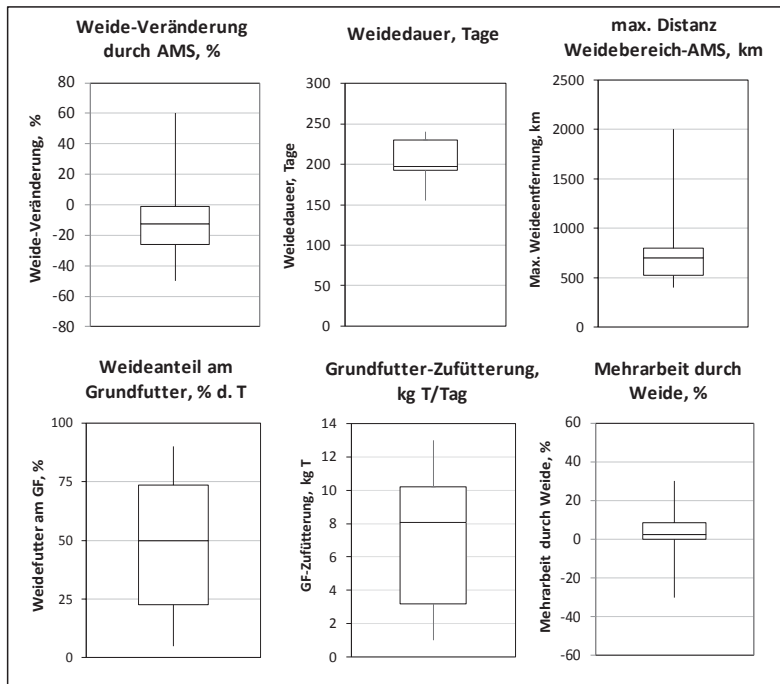 Weide-Veränderung
durch AMS, %
Weide-Veränderung, %
80
60
40
20
0
-20
-40
-60
-80
Weidedauer, Tage
Weidedaueer, Tage
300
250
200
150
100
50
0
max. Distanz
Weidebereich-AMS, km
Max. Weideentfernung, km
2500
2000
1500
1000
500
0
Weideanteil am
Grundfutter, % d. T
Weidefutter am GF, %
100
75
50
25
0
Grundfutter-Zufütterung,
kg T/Tag
GF-Zufütterung, kg T
14
12
10
8
6
4
2
0
Mehrarbeit durch
Weide, %
Mehrarbeit durch Weide, %
60
40
20
0
-20
-40
-60